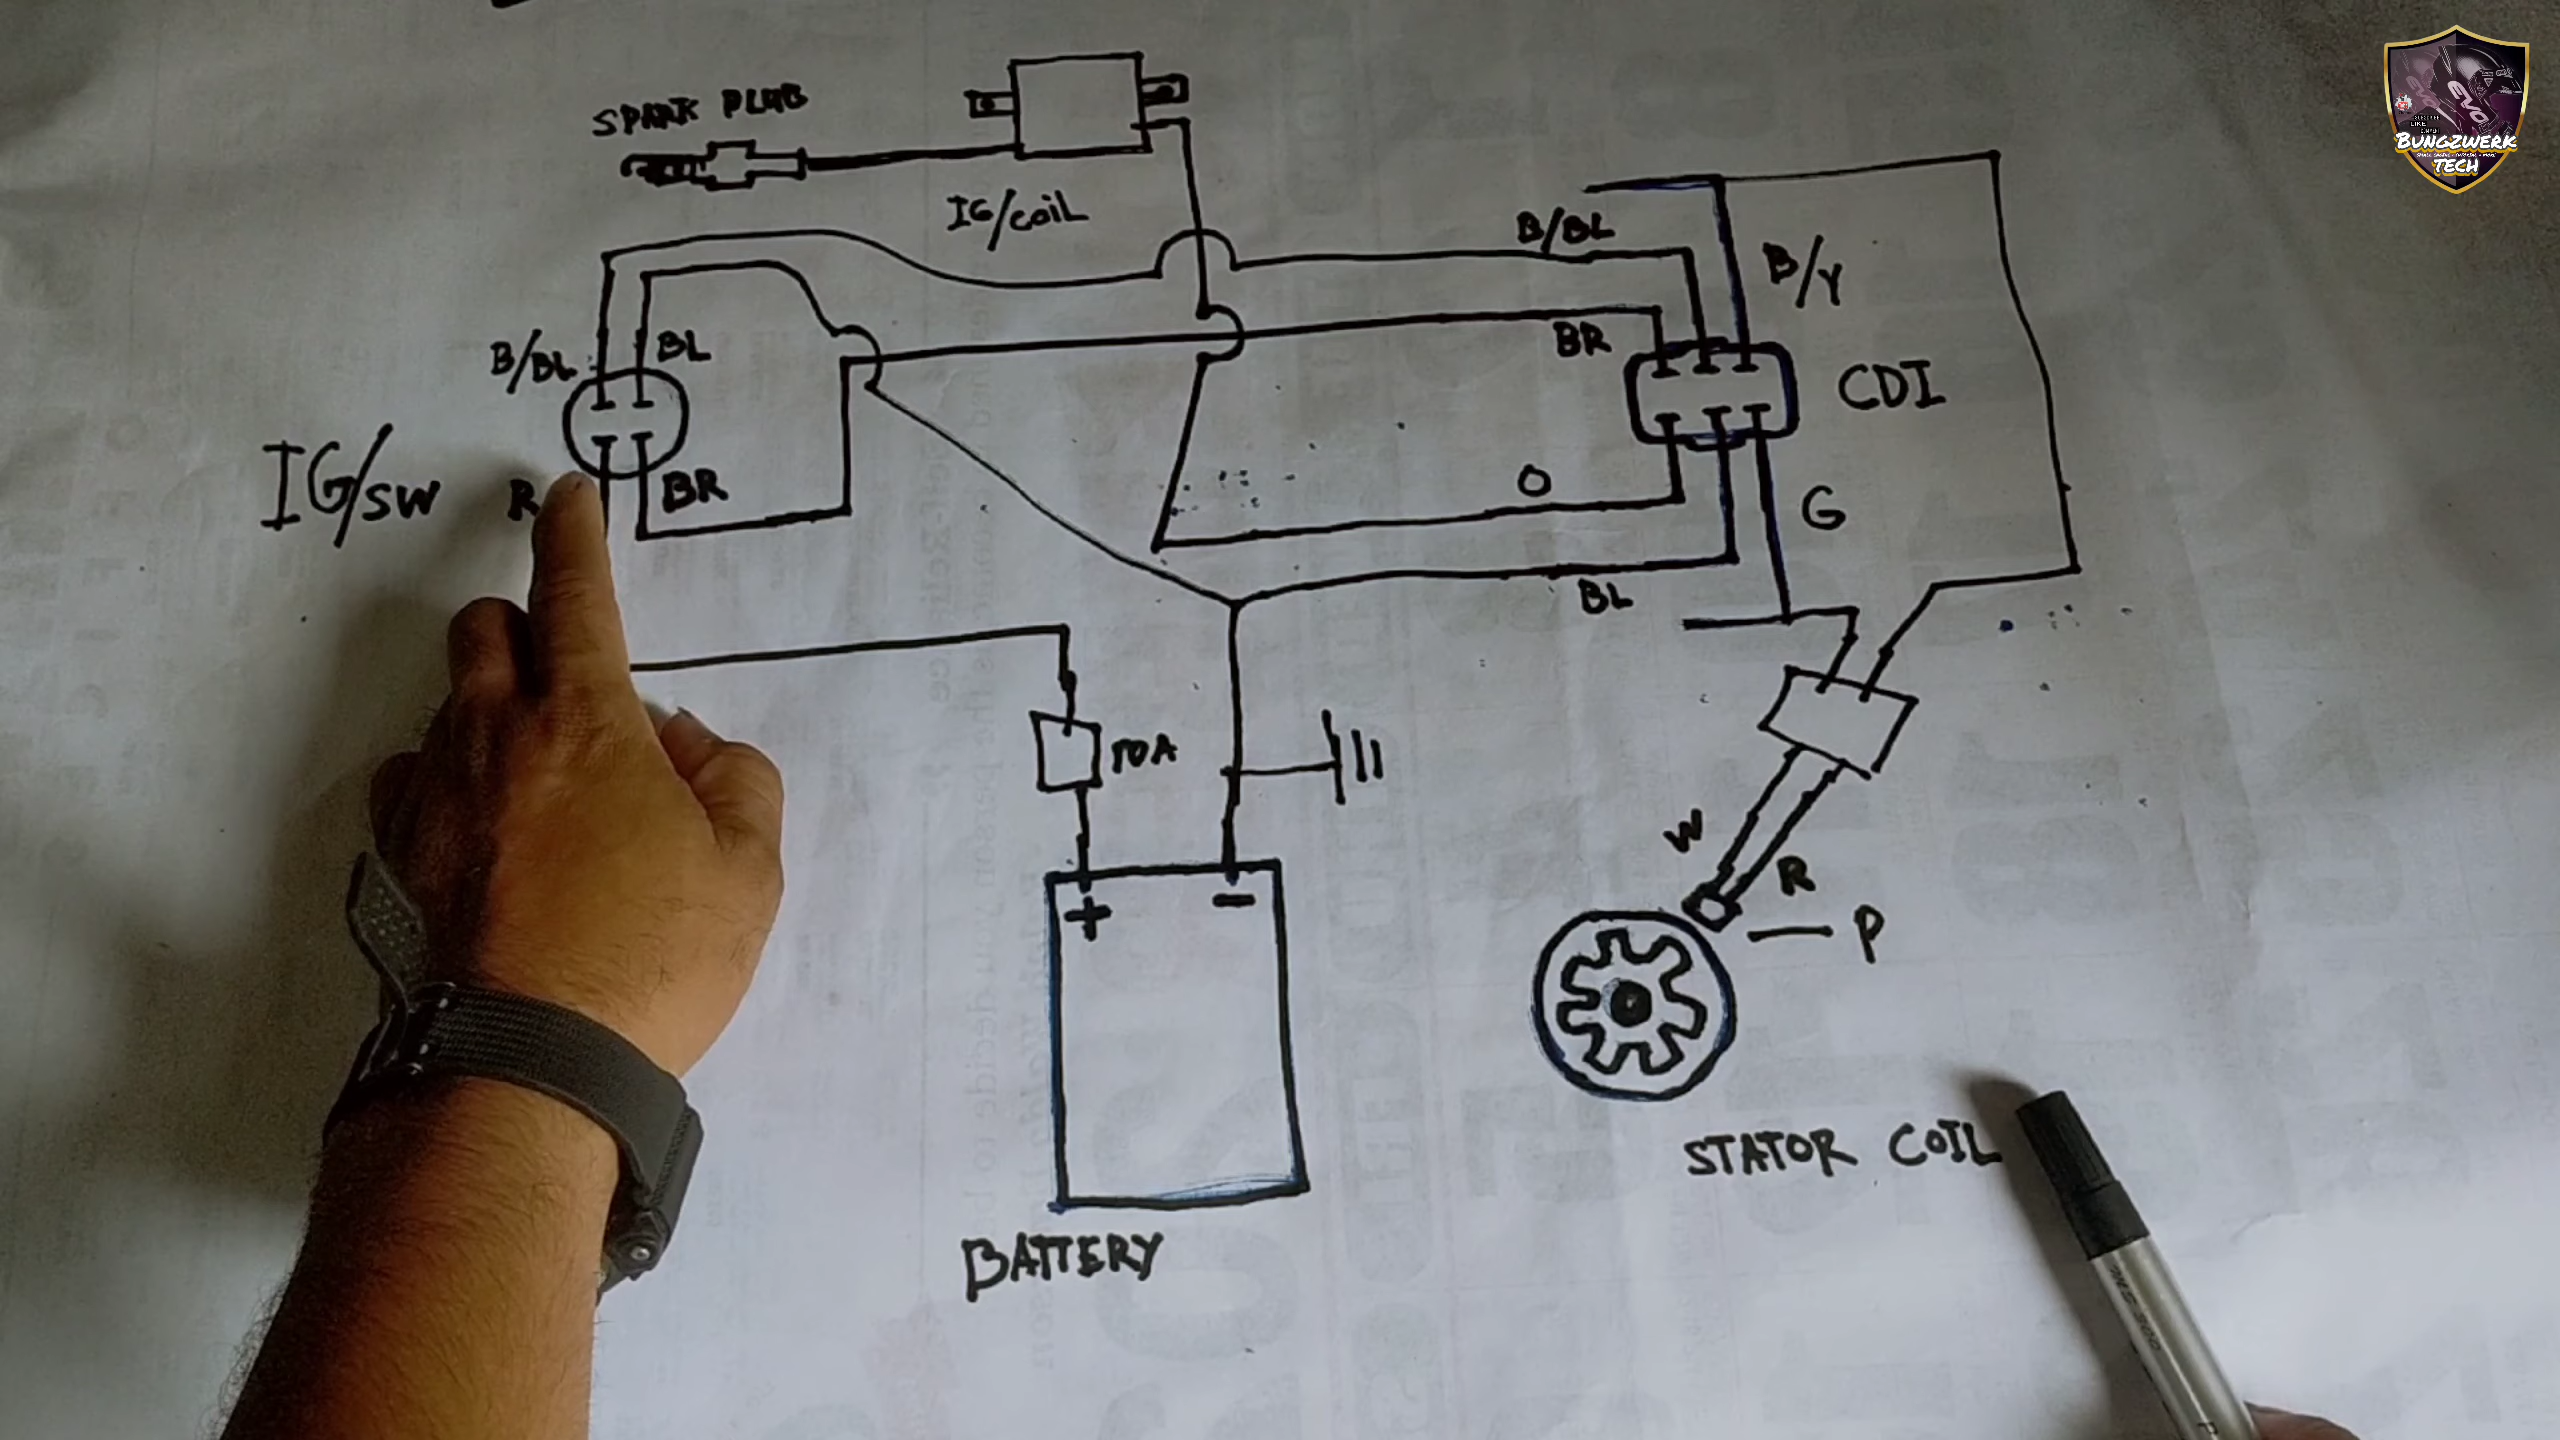 SPARK PLUG
IG/COIL
B/BL
B/Y
B/BL
BL
BR
CDI
IG/SW
R
BR
O
G
BL
10A
W
R
P
+
-
STATOR COIL
BATTERY
BUNGZWERK
TECH